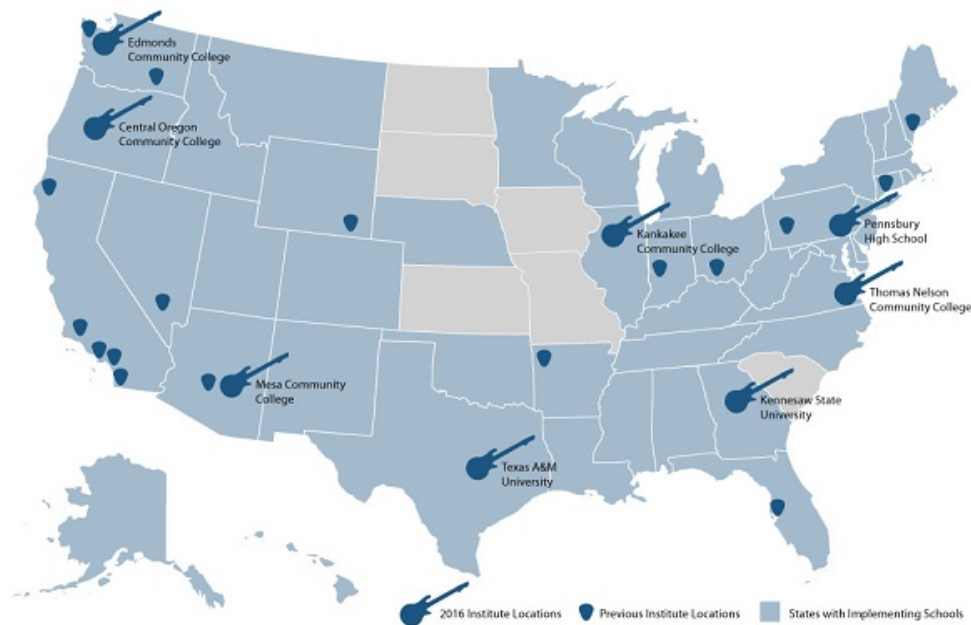 Edmonds
Community College
Central Oregon
Community College
Kankakee
Community College
Pennsbury
High School
Thomas Nelson
Community College
Mesa Community
College
Kennesaw State
University
Texas A&M
University
2016 Institute Locations
Previous Institute Locations
States with Implementing Schools